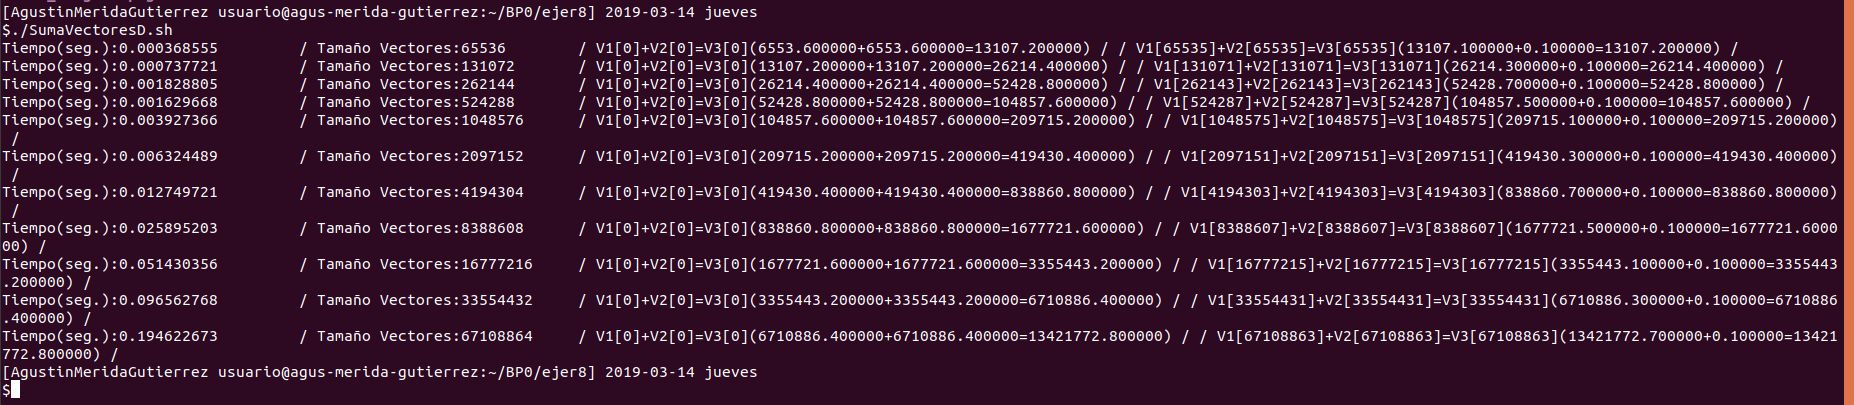 [AgustinMeridaGutierrez usuario@agus-merida-gutierrez:~/BP0/ejer8] 2019-03-14 jueves
$./SumaVectoresD.sh
Tiempo(seg.):0.000368555         / Tamaño Vectores:65536        / V1[0]+V2[0]=V3[0](6553.600000+6553.600000=13107.200000) / / V1[65535]+V2[65535]=V3[65535](13107.100000+0.100000=13107.200000) /
Tiempo(seg.):0.000737721         / Tamaño Vectores:131072       / V1[0]+V2[0]=V3[0](13107.200000+13107.200000=26214.400000) / / V1[131071]+V2[131071]=V3[131071](26214.300000+0.100000=26214.400000) /
Tiempo(seg.):0.001828805         / Tamaño Vectores:262144       / V1[0]+V2[0]=V3[0](26214.400000+26214.400000=52428.800000) / / V1[262143]+V2[262143]=V3[262143](52428.700000+0.100000=52428.800000) /
Tiempo(seg.):0.001629668         / Tamaño Vectores:524288       / V1[0]+V2[0]=V3[0](52428.800000+52428.800000=104857.600000) / / V1[524287]+V2[524287]=V3[524287](104857.500000+0.100000=104857.600000) /
Tiempo(seg.):0.003927366         / Tamaño Vectores:1048576      / V1[0]+V2[0]=V3[0](104857.600000+104857.600000=209715.200000) / / V1[1048575]+V2[1048575]=V3[1048575](209715.100000+0.100000=209715.200000)
 /
Tiempo(seg.):0.006324489         / Tamaño Vectores:2097152      / V1[0]+V2[0]=V3[0](209715.200000+209715.200000=419430.400000) / / V1[2097151]+V2[2097151]=V3[2097151](419430.300000+0.100000=419430.400000)
 /
Tiempo(seg.):0.012749721         / Tamaño Vectores:4194304      / V1[0]+V2[0]=V3[0](419430.400000+419430.400000=838860.800000) / / V1[4194303]+V2[4194303]=V3[4194303](838860.700000+0.100000=838860.800000)
 /
Tiempo(seg.):0.025895203         / Tamaño Vectores:8388608      / V1[0]+V2[0]=V3[0](838860.800000+838860.800000=1677721.600000) / / V1[8388607]+V2[8388607]=V3[8388607](1677721.500000+0.100000=1677721.6000
00) /
Tiempo(seg.):0.051430356         / Tamaño Vectores:16777216     / V1[0]+V2[0]=V3[0](1677721.600000+1677721.600000=3355443.200000) / / V1[16777215]+V2[16777215]=V3[16777215](3355443.100000+0.100000=3355443
.200000) /
Tiempo(seg.):0.096562768         / Tamaño Vectores:33554432     / V1[0]+V2[0]=V3[0](3355443.200000+3355443.200000=6710886.400000) / / V1[33554431]+V2[33554431]=V3[33554431](6710886.300000+0.100000=6710886
.400000) /
Tiempo(seg.):0.194622673         / Tamaño Vectores:67108864     / V1[0]+V2[0]=V3[0](6710886.400000+6710886.400000=13421772.800000) / / V1[67108863]+V2[67108863]=V3[67108863](13421772.700000+0.100000=13421
772.800000) /
[AgustinMeridaGutierrez usuario@agus-merida-gutierrez:~/BP0/ejer8] 2019-03-14 jueves
$